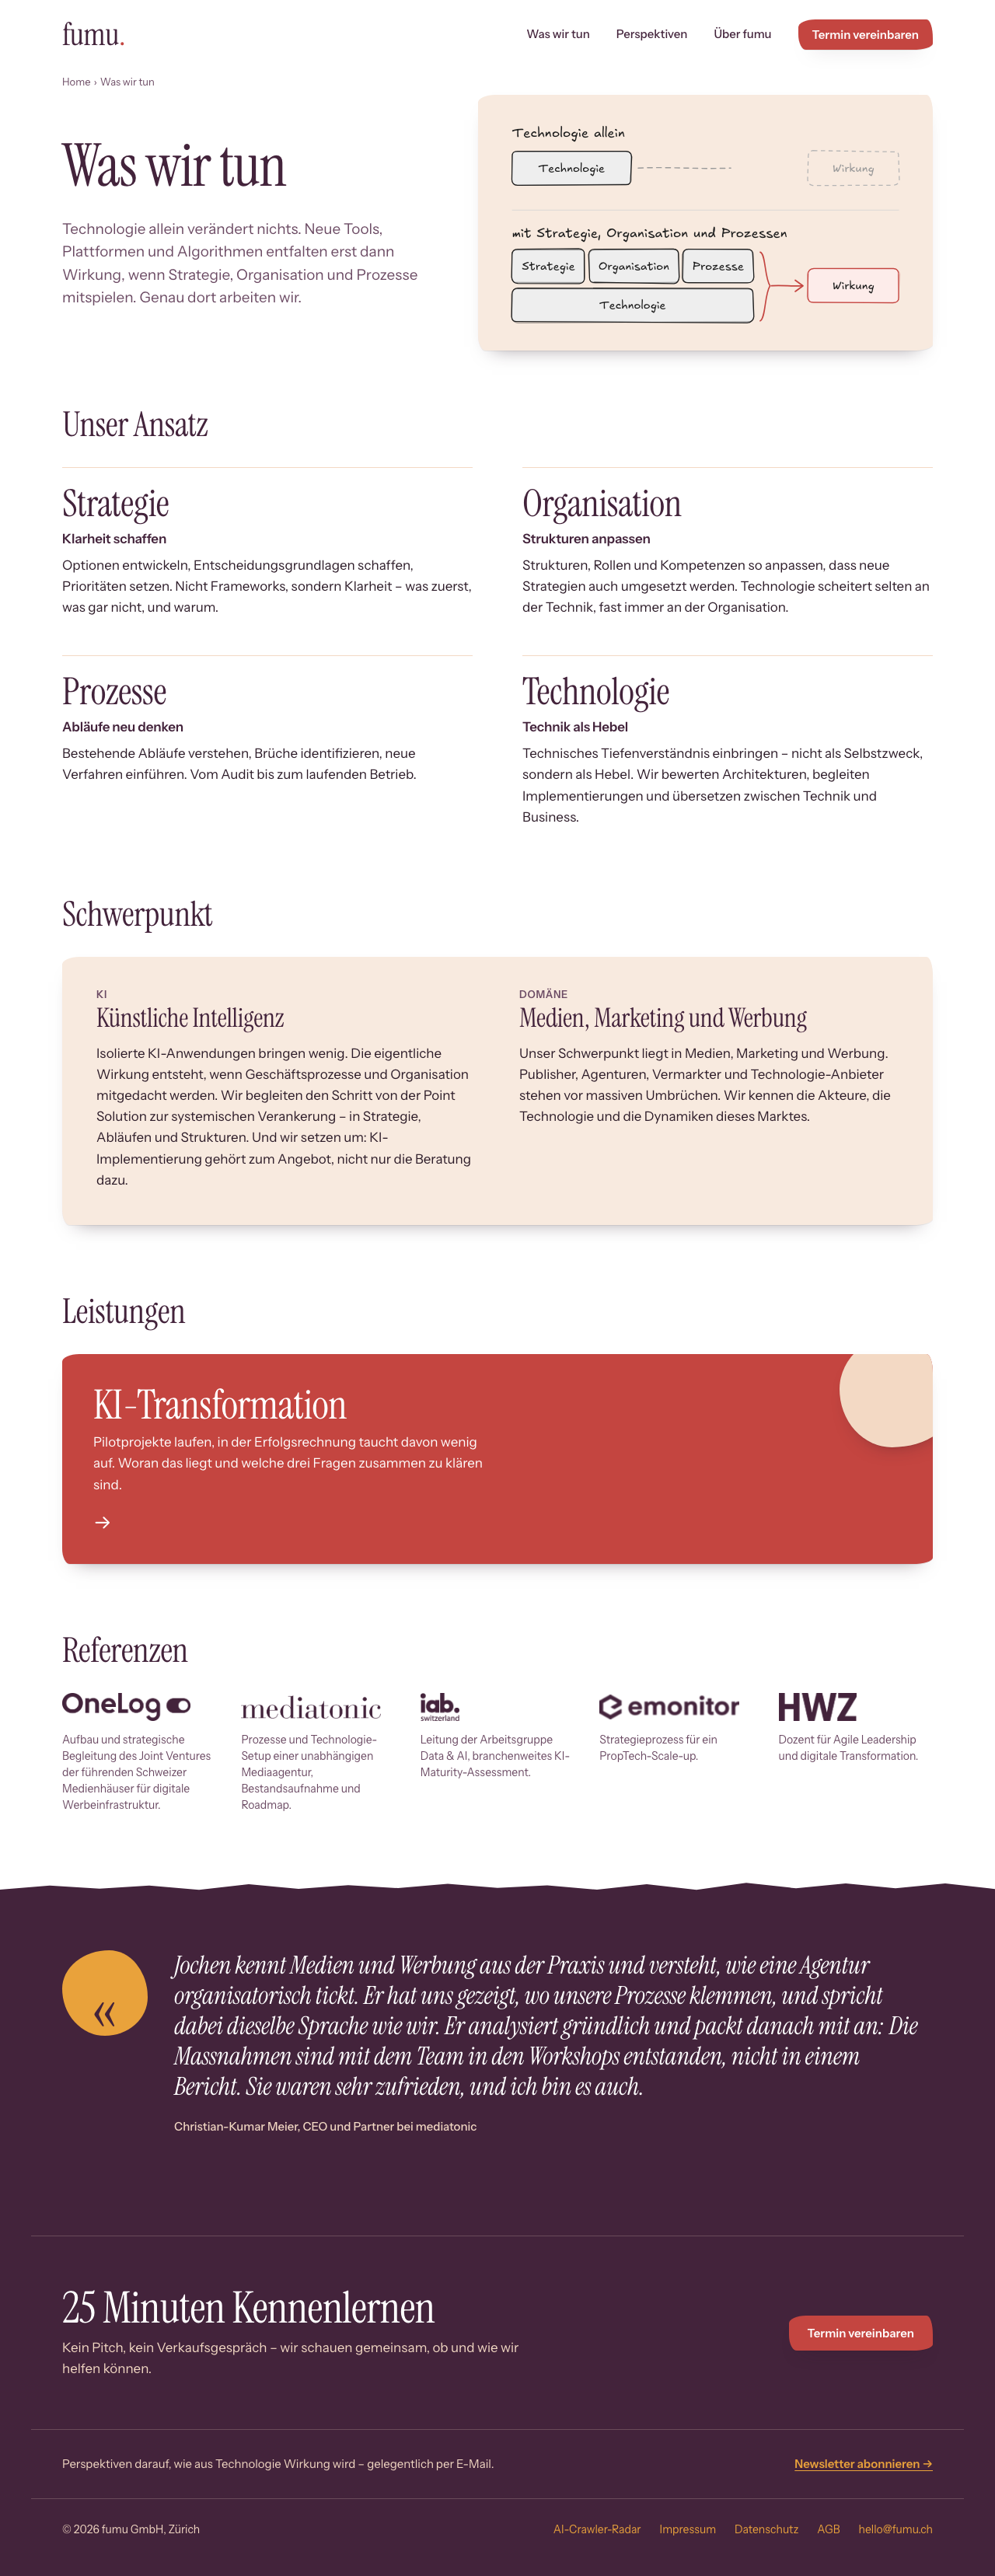 fumu.
Was wir tun
Perspektiven
Über fumu
Termin vereinbaren
Home › Was wir tun
Was wir tun
Technologie allein verändert nichts. Neue Tools,
Plattformen und Algorithmen entfalten erst dann
Wirkung, wenn Strategie, Organisation und Prozesse
mitspielen. Genau dort arbeiten wir.
Technologie allein
Technologie
Wirkung
mit Strategie, Organisation und Prozessen
Strategie
Organisation
Prozesse
Technologie
Wirkung
Unser Ansatz
Strategie
Klarheit schaffen
Optionen entwickeln, Entscheidungsgrundlagen schaffen,
Prioritäten setzen. Nicht Frameworks, sondern Klarheit – was zuerst,
was gar nicht, und warum.
Organisation
Strukturen anpassen
Strukturen, Rollen und Kompetenzen so anpassen, dass neue
Strategien auch umgesetzt werden. Technologie scheitert selten an
der Technik, fast immer an der Organisation.
Prozesse
Abläufe neu denken
Bestehende Abläufe verstehen, Brüche identifizieren, neue
Verfahren einführen. Vom Audit bis zum laufenden Betrieb.
Technologie
Technik als Hebel
Technisches Tiefenverständnis einbringen – nicht als Selbstzweck,
sondern als Hebel. Wir bewerten Architekturen, begleiten
Implementierungen und übersetzen zwischen Technik und
Business.
Schwerpunkt
KI
Künstliche Intelligenz
Isolierte KI-Anwendungen bringen wenig. Die eigentliche
Wirkung entsteht, wenn Geschäftsprozesse und Organisation
mitgedacht werden. Wir begleiten den Schritt von der Point
Solution zur systemischen Verankerung – in Strategie,
Abläufen und Strukturen. Und wir setzen um: KI-
Implementierung gehört zum Angebot, nicht nur die Beratung
dazu.
DOMÄNE
Medien, Marketing und Werbung
Unser Schwerpunkt liegt in Medien, Marketing und Werbung.
Publisher, Agenturen, Vermarkter und Technologie-Anbieter
stehen vor massiven Umbrüchen. Wir kennen die Akteure, die
Technologie und die Dynamiken dieses Marktes.
Leistungen
KI-Transformation
Pilotprojekte laufen, in der Erfolgsrechnung taucht davon wenig
auf. Woran das liegt und welche drei Fragen zusammen zu klären
sind.
→
Referenzen
OneLog
Aufbau und strategische
Begleitung des Joint Ventures
der führenden Schweizer
Medienhäuser für digitale
Werbeinfrastruktur.
mediatonic
Prozesse und Technologie-
Setup einer unabhängigen
Mediaagentur,
Bestandsaufnahme und
Roadmap.
iab.
switzerland
Leitung der Arbeitsgruppe
Data & AI, branchenweites KI-
Maturity-Assessment.
emonitor
Strategieprozess für ein
PropTech-Scale-up.
HWZ
Dozent für Agile Leadership
und digitale Transformation.
«
Jochen kennt Medien und Werbung aus der Praxis und versteht, wie eine Agentur
organisatorisch tickt. Er hat uns gezeigt, wo unsere Prozesse klemmen, und spricht
dabei dieselbe Sprache wie wir. Er analysiert gründlich und packt danach mit an: Die
Massnahmen sind mit dem Team in den Workshops entstanden, nicht in einem
Bericht. Sie waren sehr zufrieden, und ich bin es auch.
Christian-Kumar Meier, CEO und Partner bei mediatonic
25 Minuten Kennenlernen
Kein Pitch, kein Verkaufsgespräch – wir schauen gemeinsam, ob und wie wir
helfen können.
Termin vereinbaren
Perspektiven darauf, wie aus Technologie Wirkung wird – gelegentlich per E-Mail.
Newsletter abonnieren →
© 2026 fumu GmbH, Zürich
AI-Crawler-Radar
Impressum
Datenschutz
AGB
hello@fumu.ch